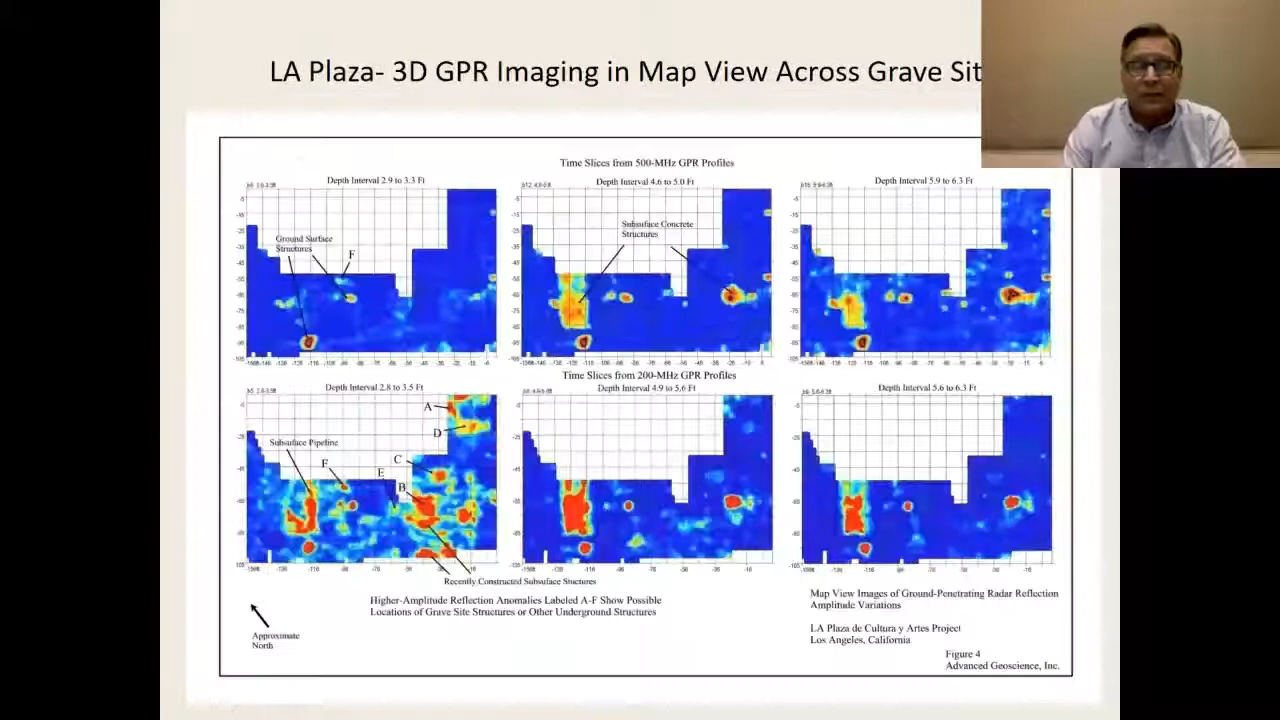 LA Plaza- 3D GPR Imaging in Map View Across Grave Sit
Time Slices from 500-MHz GPR Profiles
Depth Interval 2.9 to 3.3 Ft
Depth Interval 4.6 to 5.0 Ft
Depth Interval 5.9 to 6.3 Ft
Ground Surface
Structures
F
Subsuface Concrete
Structures
Time Slices from 200-MHz GPR Profiles
Depth Interval 2.8 to 3.5 Ft
Depth Interval 4.9 to 5.6 Ft
Depth Interval 5.6 to 6.3 Ft
A
D
Subsuface Pipeline
F
E
C
B
Recently Constructed Subsuface Stuctures
Higher-Amplitude Reflection Anomalies Labeled A-F Show Possible
Locations of Grave Site Structures or Other Underground Structures
Approximate
North
Map View Images of Ground-Penetrating Radar Reflection
Amplitude Variations
LA Plaza de Cultura y Artes Project
Los Angeles, California
Figure 4
Advanced Geoscience, Inc.